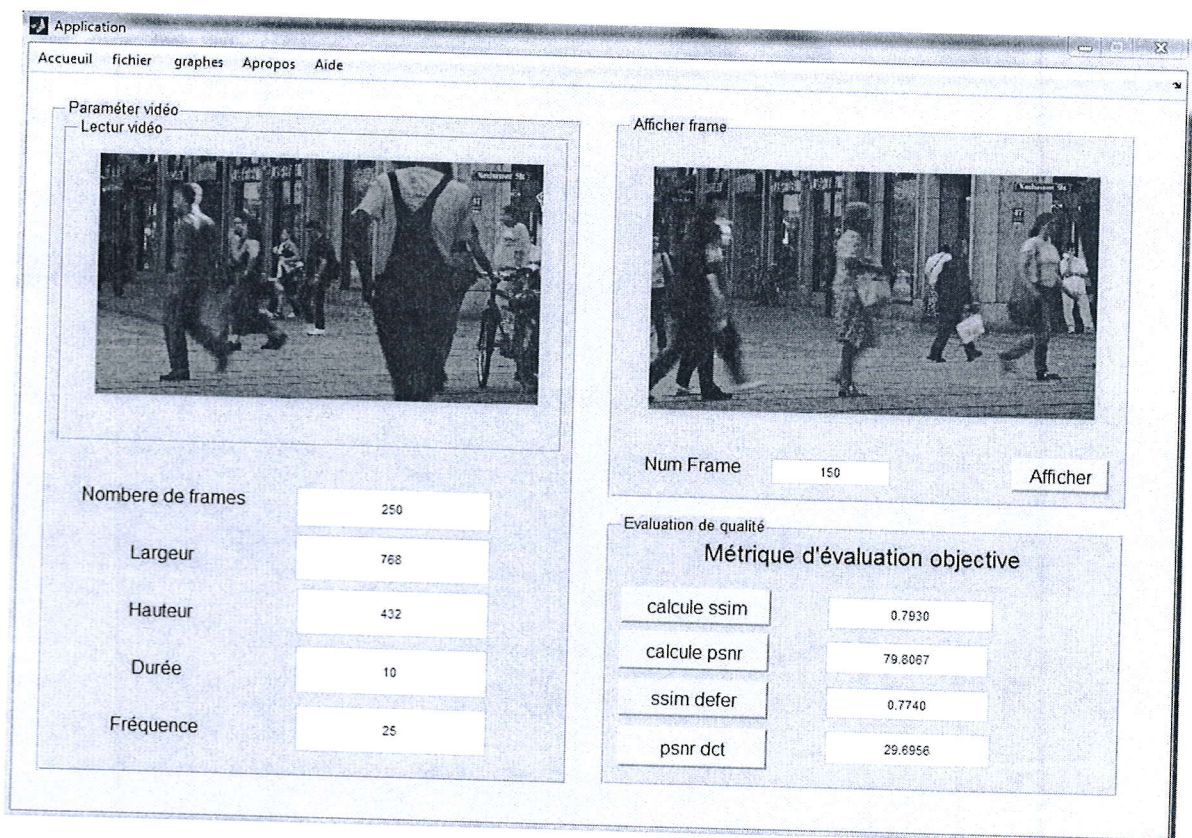 Application
Accueuil fichier graphes Apropos Aide
Paraméter vidéo
Lectur vidéo
Nombere de frames
250
Largeur
768
Hauteur
432
Durée
10
Fréquence
25
Afficher frame
47
Num Frame
150
Afficher
Evaluation de qualité
Métrique d'évaluation objective
calcule ssim
0.7930
calcule psnr
79.8067
ssim defer
0.7740
psnr dct
29.6956